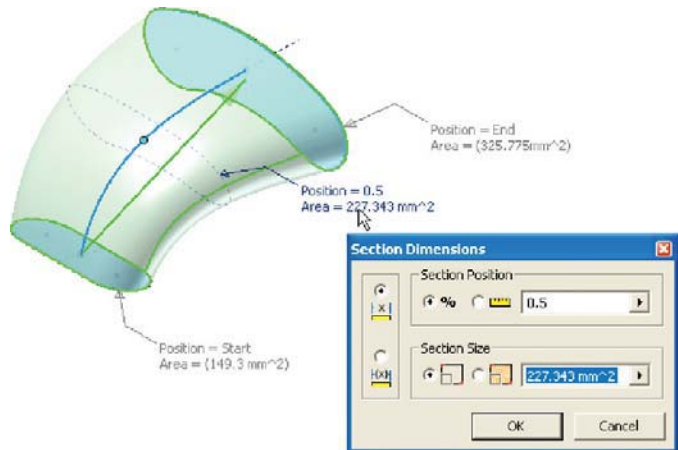 Position = End
Area = (325.775mm^2)
Position = 0.5
Area = 227.343 mm^2
Position = Start
Area = (149.3 mm^2)
Section Dimensions
Section Position
%
0.5
Section Size
227.343 mm^2
OK
Cancel